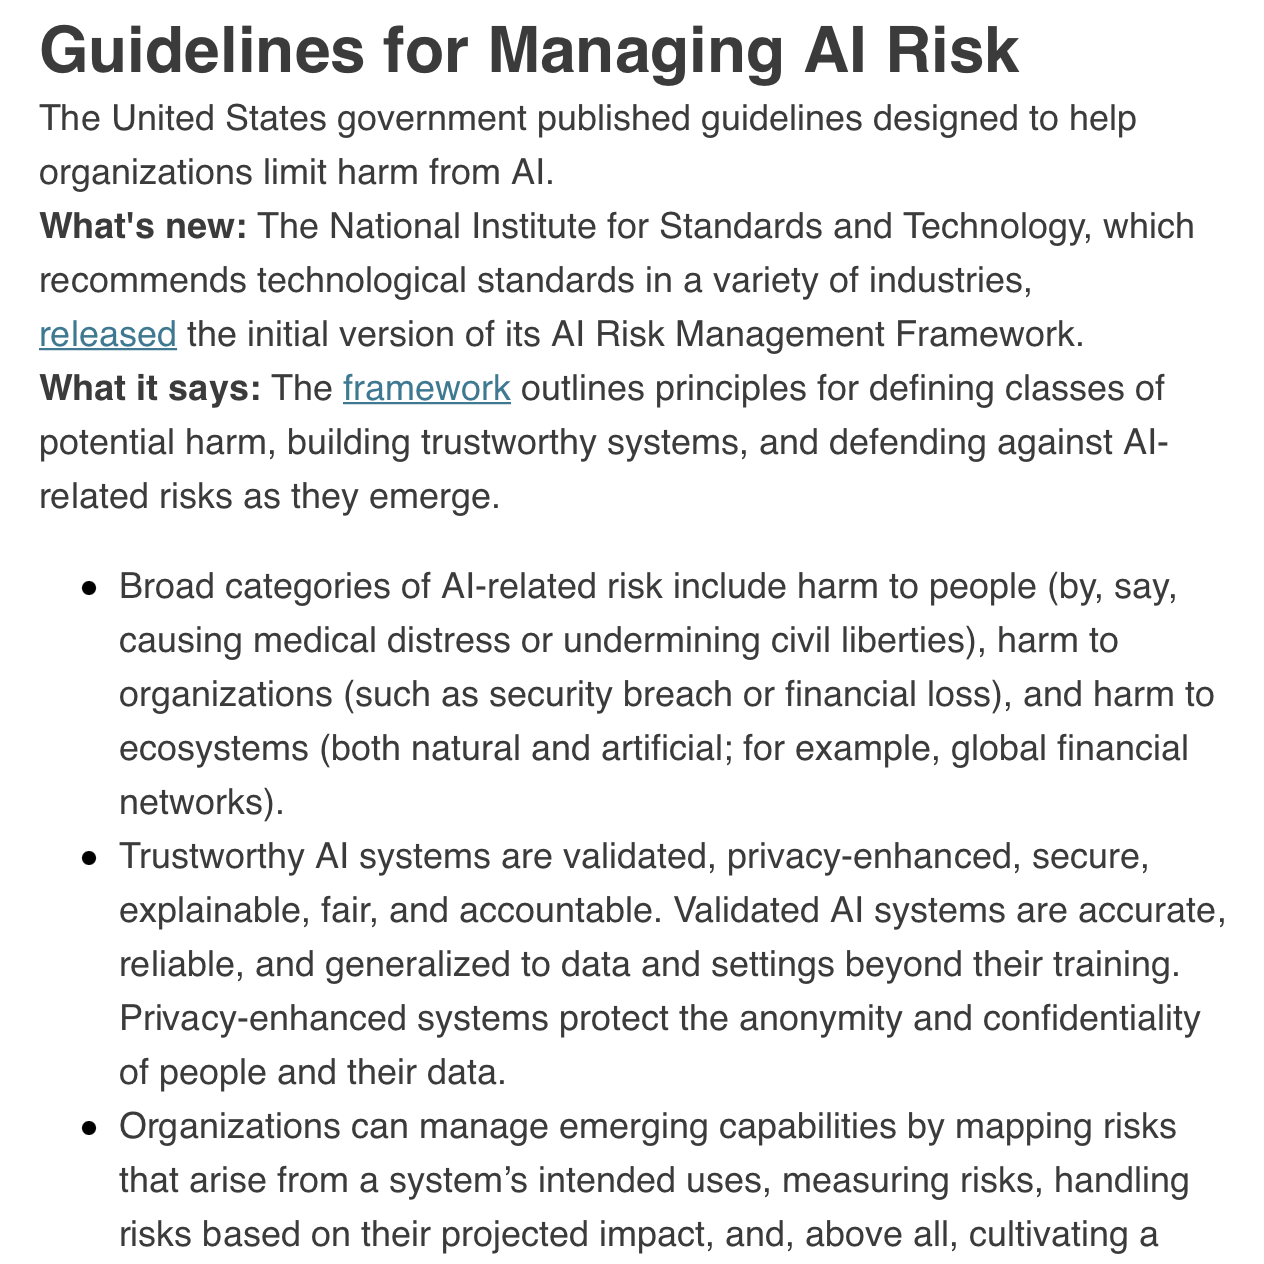 Guidelines for Managing AI Risk
The United States government published guidelines designed to help
organizations limit harm from AI.
What's new: The National Institute for Standards and Technology, which
recommends technological standards in a variety of industries,
released the initial version of its AI Risk Management Framework.
What it says: The framework outlines principles for defining classes of
potential harm, building trustworthy systems, and defending against AI-
related risks as they emerge.
● Broad categories of AI-related risk include harm to people (by, say,
causing medical distress or undermining civil liberties), harm to
organizations (such as security breach or financial loss), and harm to
ecosystems (both natural and artificial; for example, global financial
networks).
● Trustworthy AI systems are validated, privacy-enhanced, secure,
explainable, fair, and accountable. Validated AI systems are accurate,
reliable, and generalized to data and settings beyond their training.
Privacy-enhanced systems protect the anonymity and confidentiality
of people and their data.
● Organizations can manage emerging capabilities by mapping risks
that arise from a system’s intended uses, measuring risks, handling
risks based on their projected impact, and, above all, cultivating a